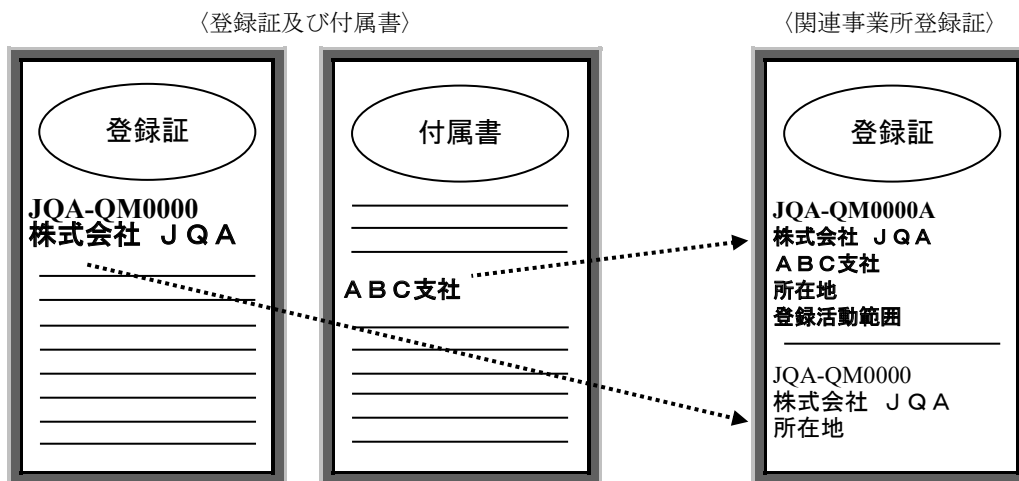 〈登録証及び付属書〉
〈関連事業所登録証〉
登録証
JQA-QM0000
株式会社 ＪＱＡ
付属書
ＡＢＣ支社
登録証
JQA-QM0000A
株式会社 ＪＱＡ
ＡＢＣ支社
所在地
登録活動範囲
JQA-QM0000
株式会社 ＪＱＡ
所在地